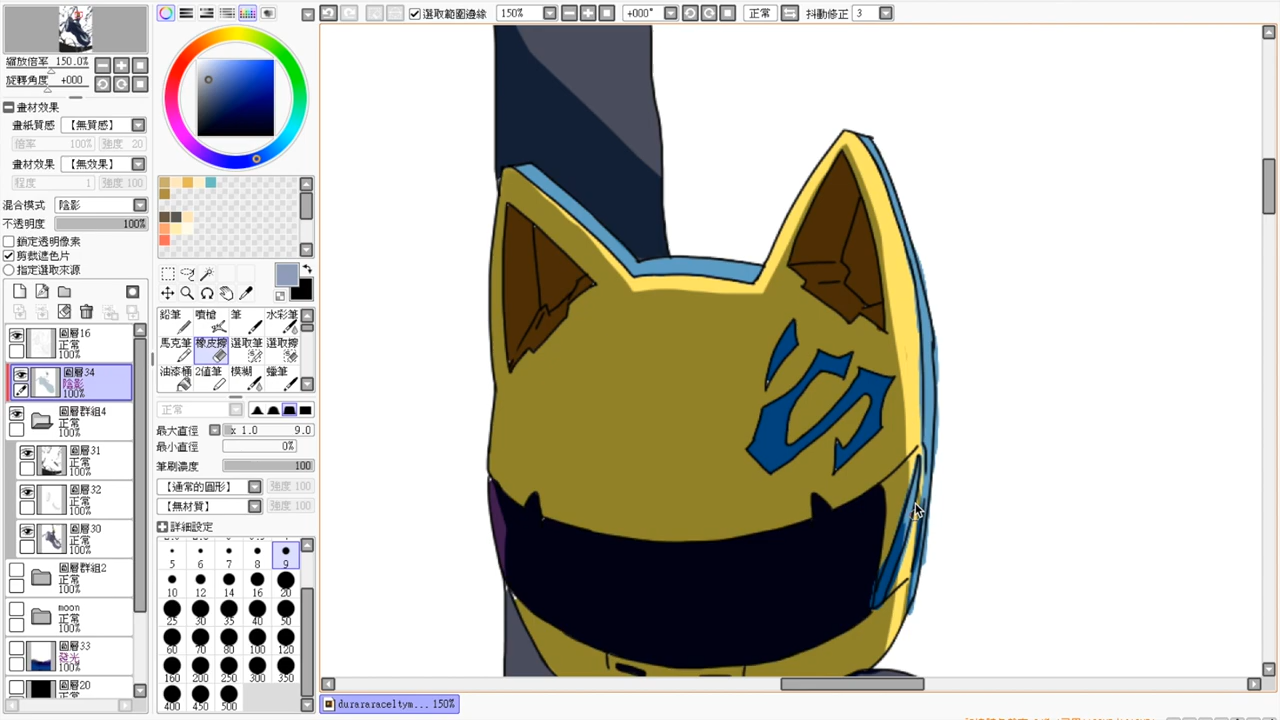 選取範圍邊緣 150% +000° 正常 抖動修正 3
縮放倍率 150.0%
旋轉角度 +000
畫材效果
畫紙質感 【無質感】
倍率 100% 強度 20
畫材效果 【無效果】
程度 1 強度 100
混合模式 陰影
不透明度 100%
鎖定透明像素
剪裁遮色片
指定選取來源
圖層16
正常
100%
圖層34
陰影
100%
圖層群組4
正常
100%
圖層31
正常
100%
圖層32
正常
100%
圖層30
正常
100%
圖層群組2
正常
100%
moon
正常
100%
圖層33
發光
100%
圖層20
正常
鉛筆 噴槍 筆 水彩筆
馬克筆 橡皮擦 選取筆 選取擦
油漆桶 2值筆 模糊 蠟筆
正常
最大直徑 x 1.0 9.0
最小直徑 0%
筆刷濃度 100
【通常的圓形】 強度 100
【無材質】 強度 100
詳細設定
5 6 7 8 9
10 12 14 16 20
25 30 35 40 50
60 70 80 100 120
160 200 250 300 350
400 450 500
S
durararaceltym... 150%